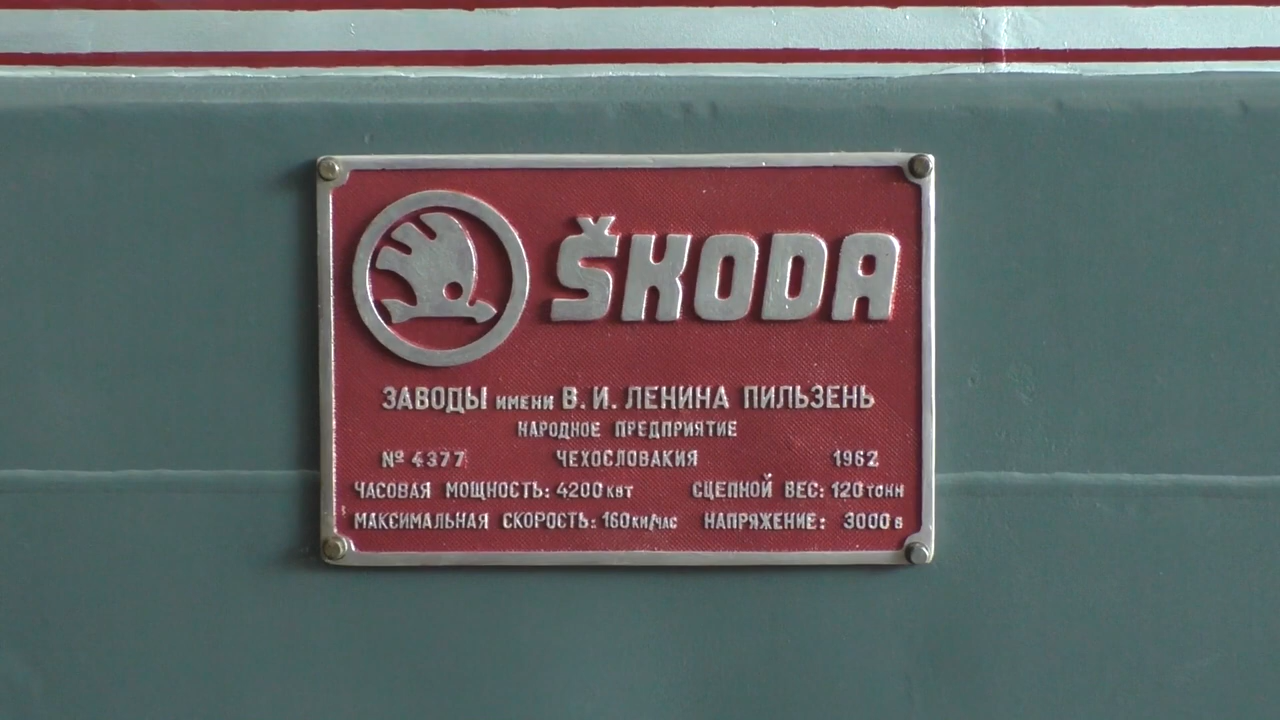 ŠKODA
ЗАВОДЫ имени В. И. ЛЕНИНА ПИЛЬЗЕНЬ
НАРОДНОЕ ПРЕДПРИЯТИЕ
№ 4377 ЧЕХОСЛОВАКИЯ 1962
ЧАСОВАЯ МОЩНОСТЬ: 4200 квт СЦЕПНОЙ ВЕС: 120 тонн
МАКСИМАЛЬНАЯ СКОРОСТЬ: 160 км/час НАПРЯЖЕНИЕ: 3000 в